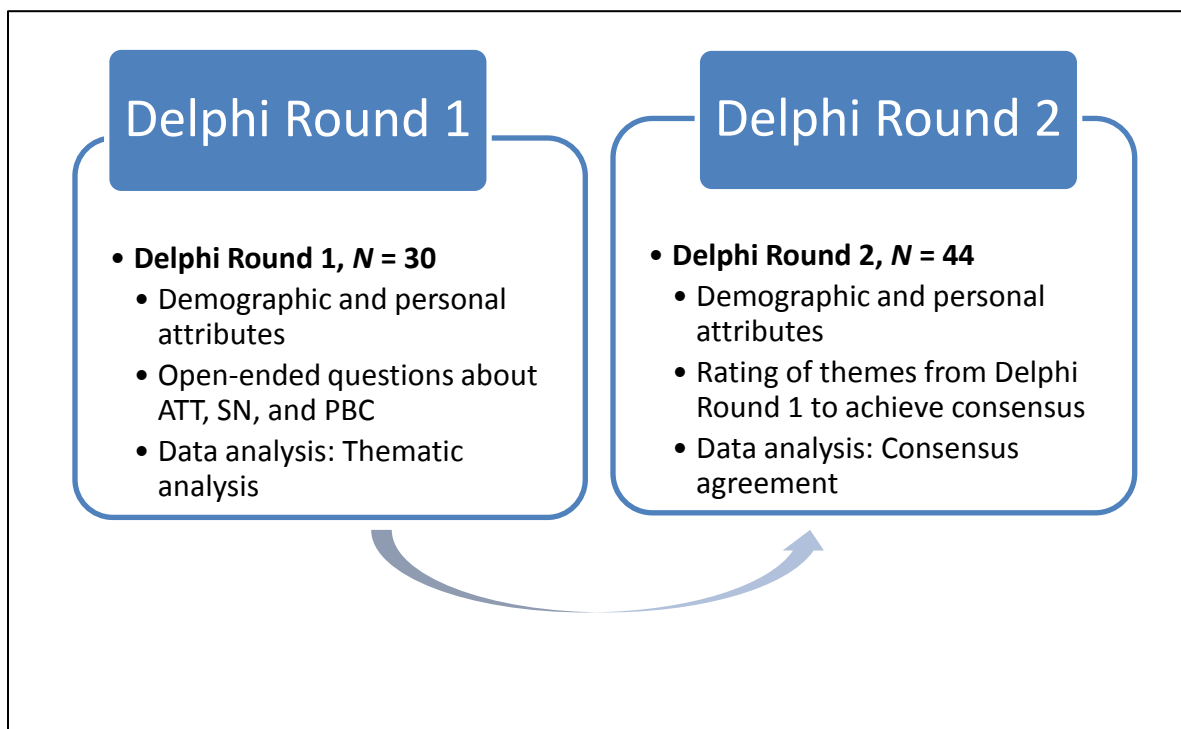 Delphi Round 1
• Delphi Round 1, N = 30
• Demographic and personal
attributes
• Open-ended questions about
ATT, SN, and PBC
• Data analysis: Thematic
analysis
Delphi Round 2
• Delphi Round 2, N = 44
• Demographic and personal
attributes
• Rating of themes from Delphi
Round 1 to achieve consensus
• Data analysis: Consensus
agreement